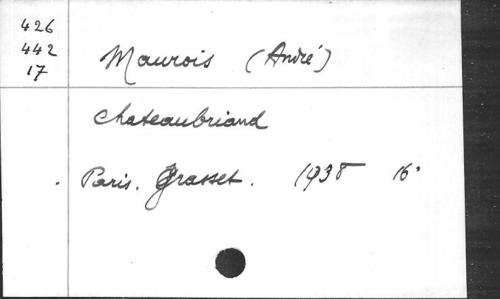 426
442
17
Maurois (André)
Chateaubriand
Paris. Grasset. 1938 16°